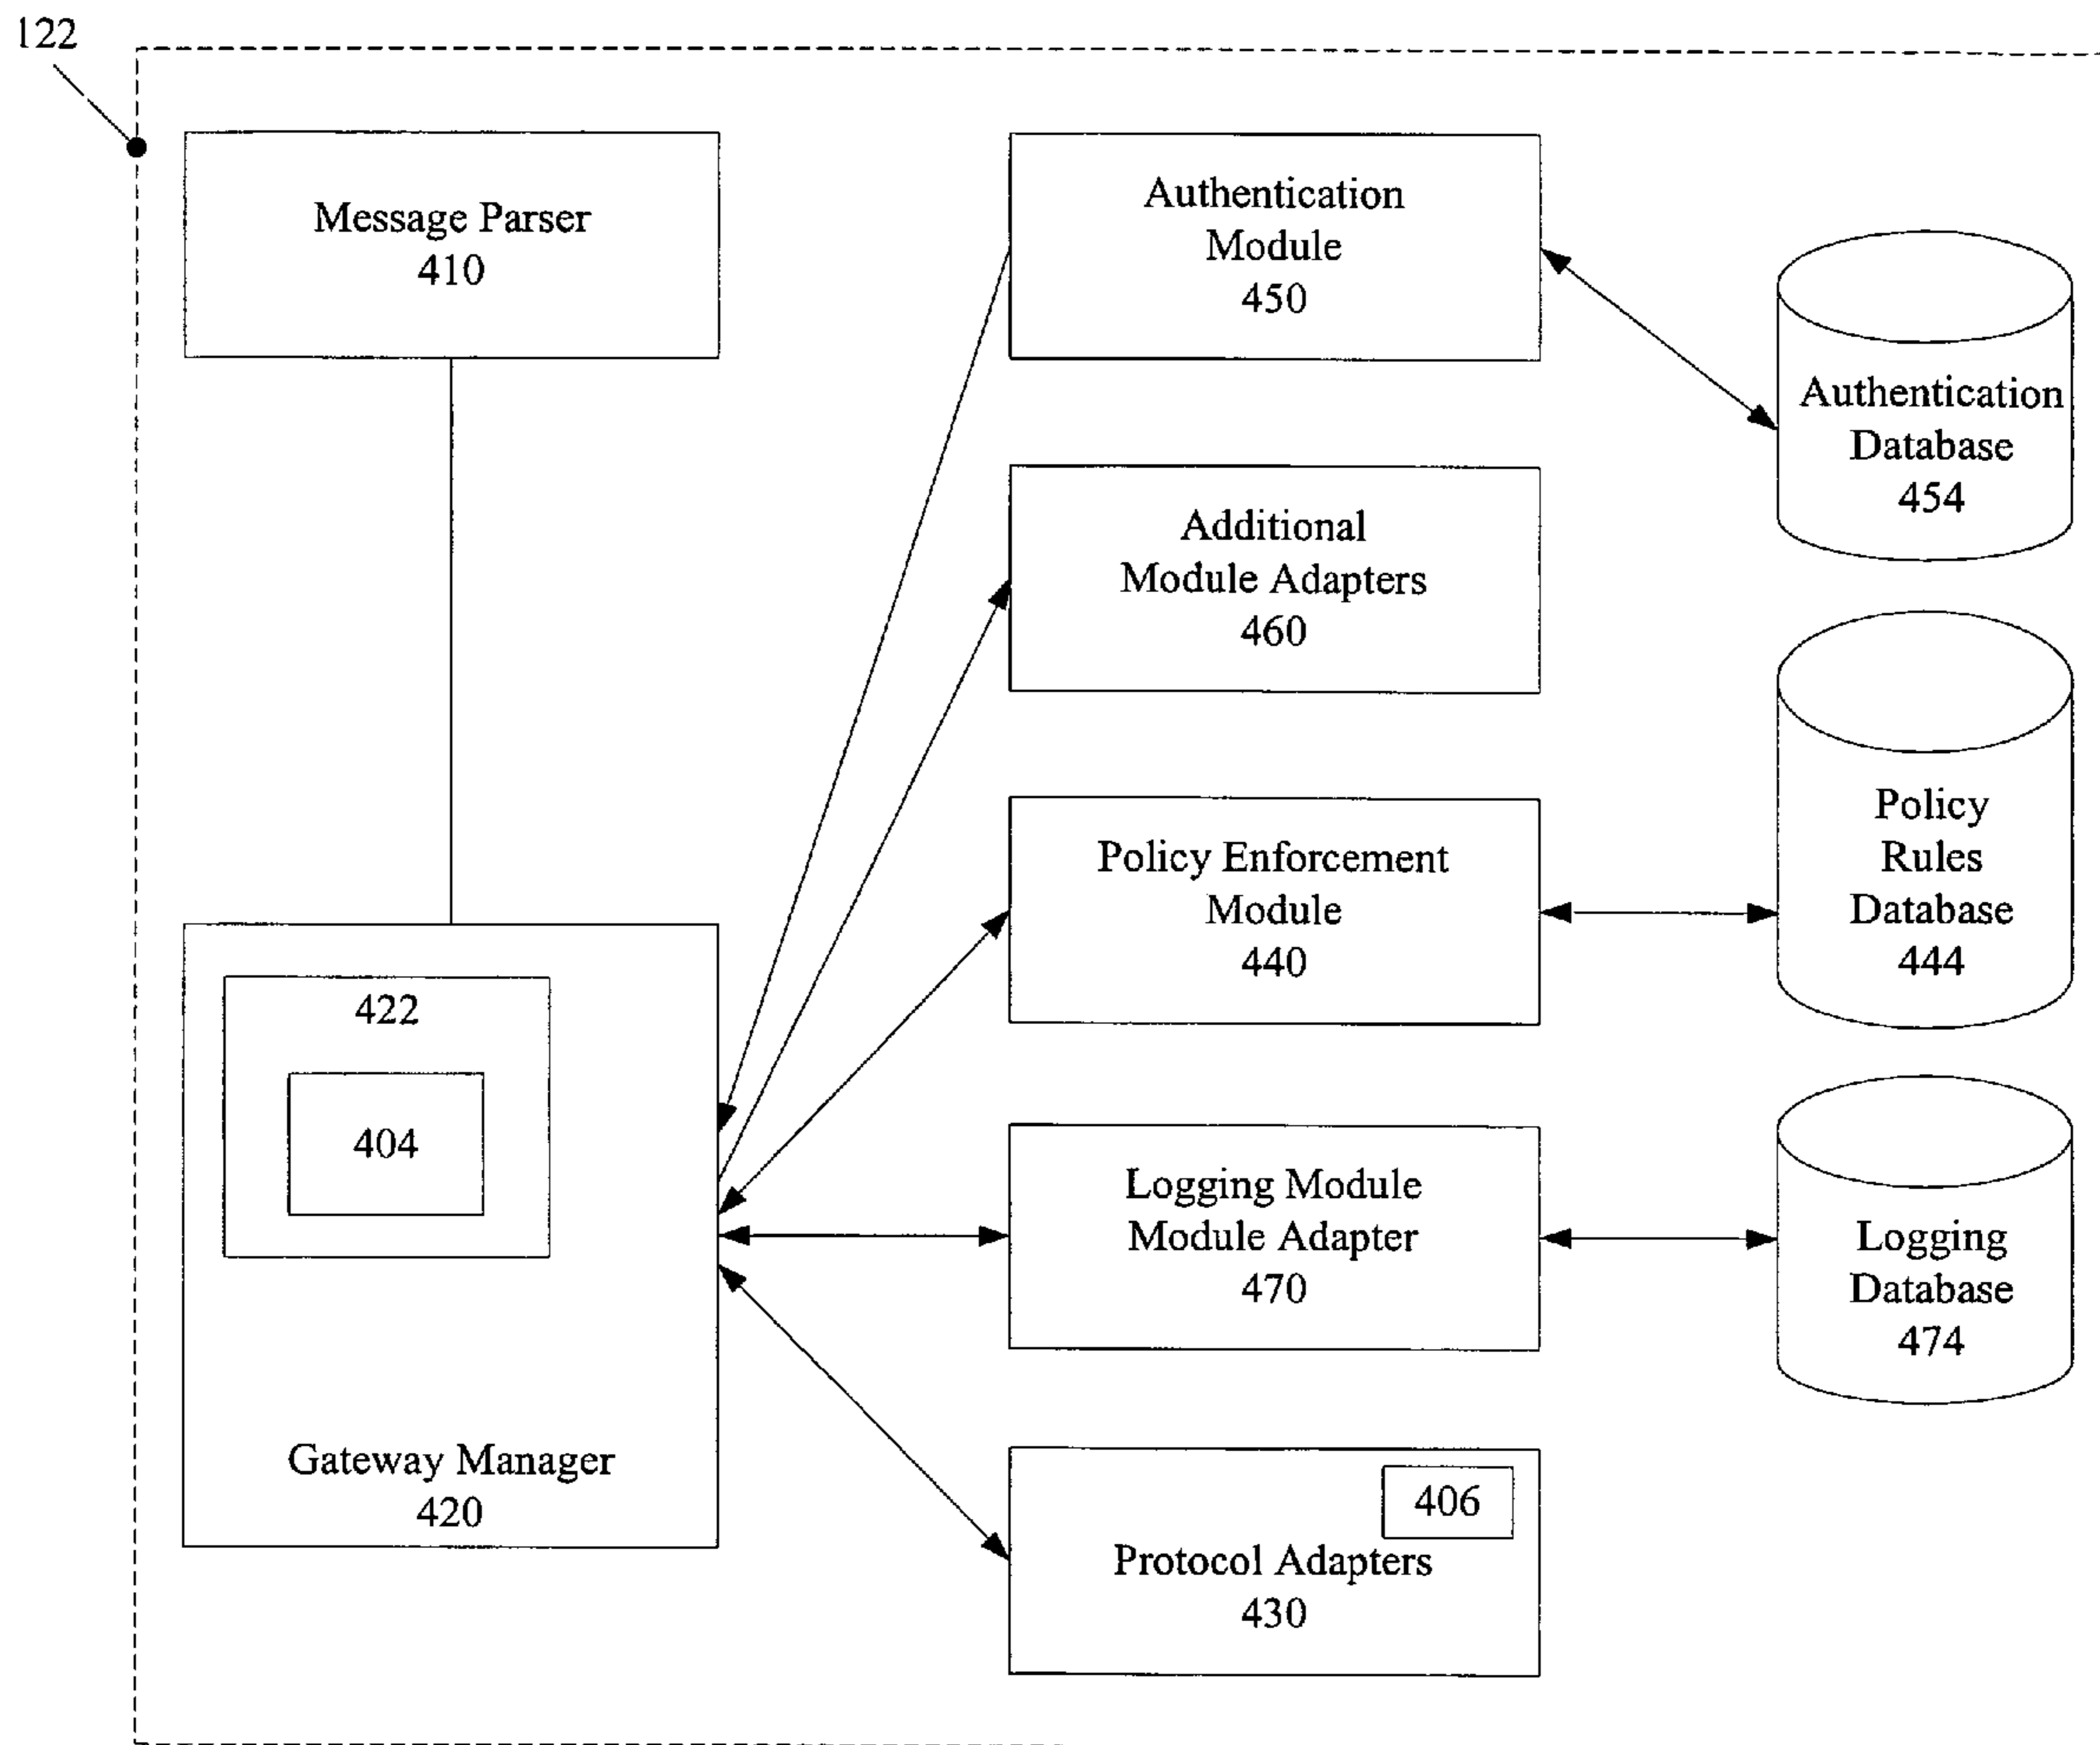 122
Message Parser
410
Authentication
Module
450
Authentication
Database
454
Additional
Module Adapters
460
Policy Enforcement
Module
440
Policy
Rules
Database
444
422
404
Gateway Manager
420
Logging Module
Module Adapter
470
Logging
Database
474
406
Protocol Adapters
430